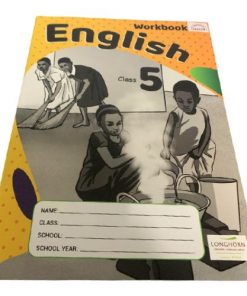 Workbook
English
Class 5
NAME:
CLASS:
SCHOOL:
SCHOOL YEAR:
LONGHORN